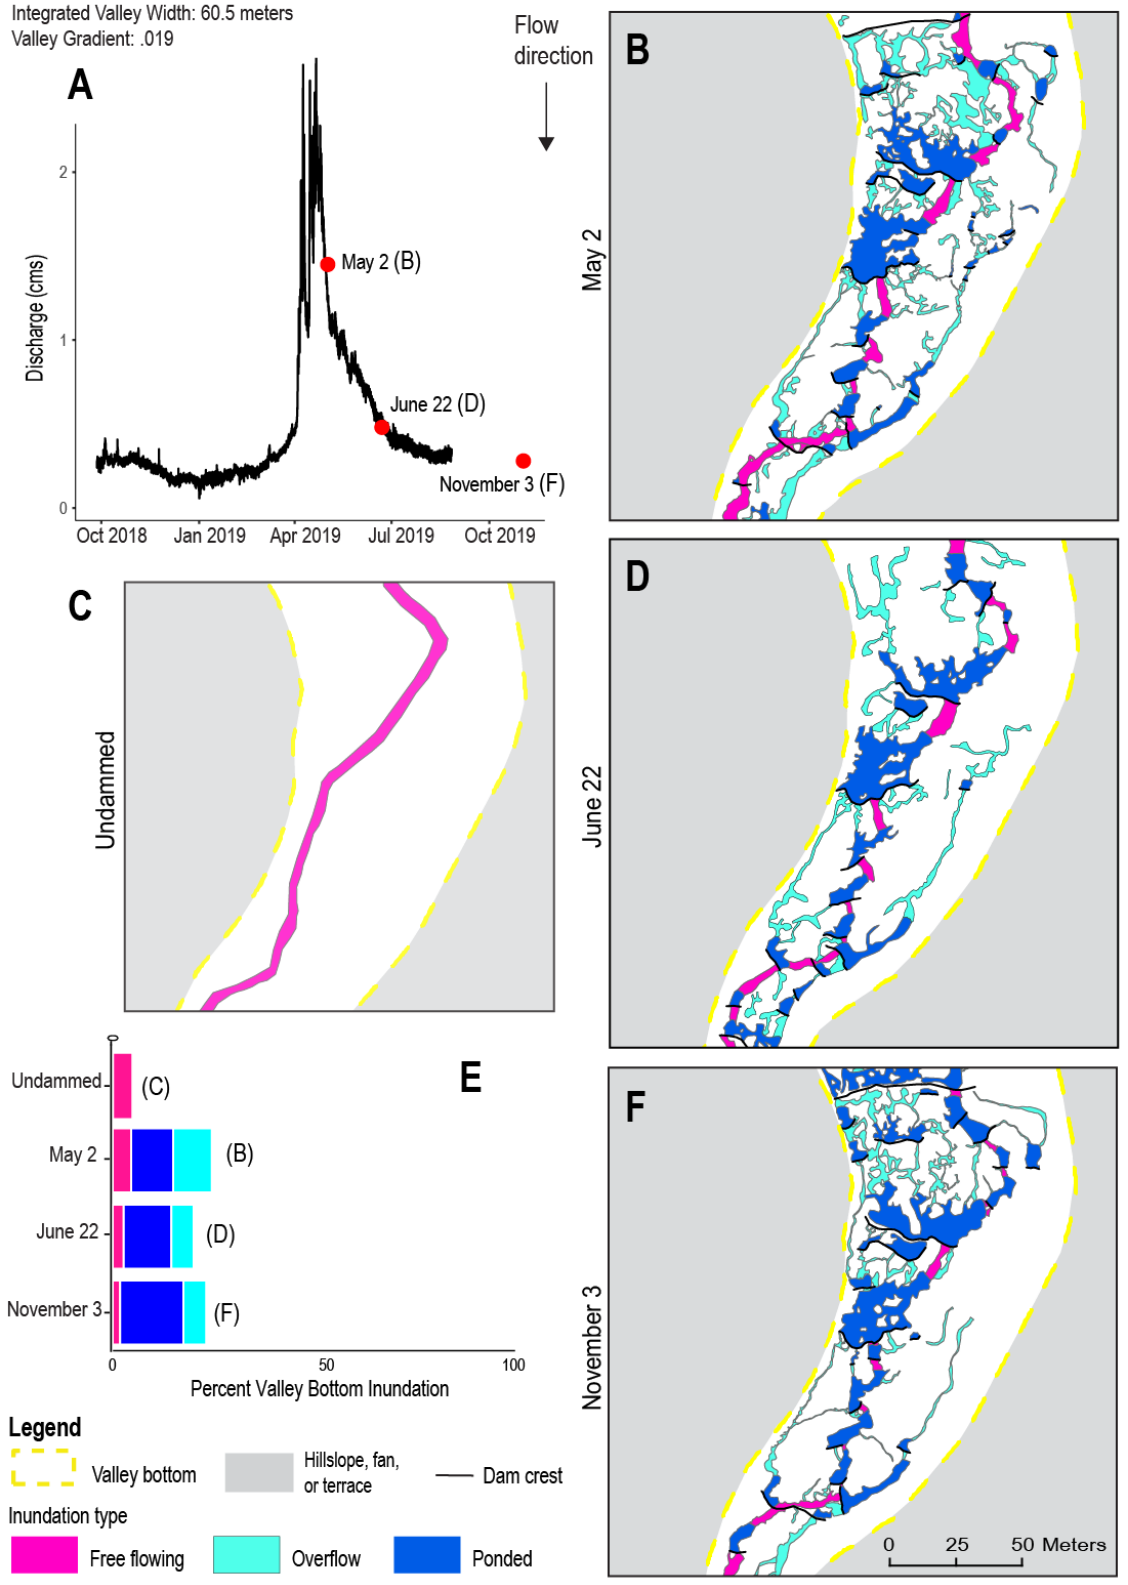 Integrated Valley Width: 60.5 meters
Valley Gradient: .019
Flow
direction
A
Discharge (cms)
2
1
0
May 2 (B)
June 22 (D)
November 3 (F)
Oct 2018
Jan 2019
Apr 2019
Jul 2019
Oct 2019
B
May 2
C
Undammed
D
June 22
E
0
Undammed
(C)
May 2
(B)
June 22
(D)
November 3
(F)
0
50
100
Percent Valley Bottom Inundation
F
November 3
0
25
50 Meters
Legend
Valley bottom
Hillslope, fan,
or terrace
Dam crest
Inundation type
Free flowing
Overflow
Ponded